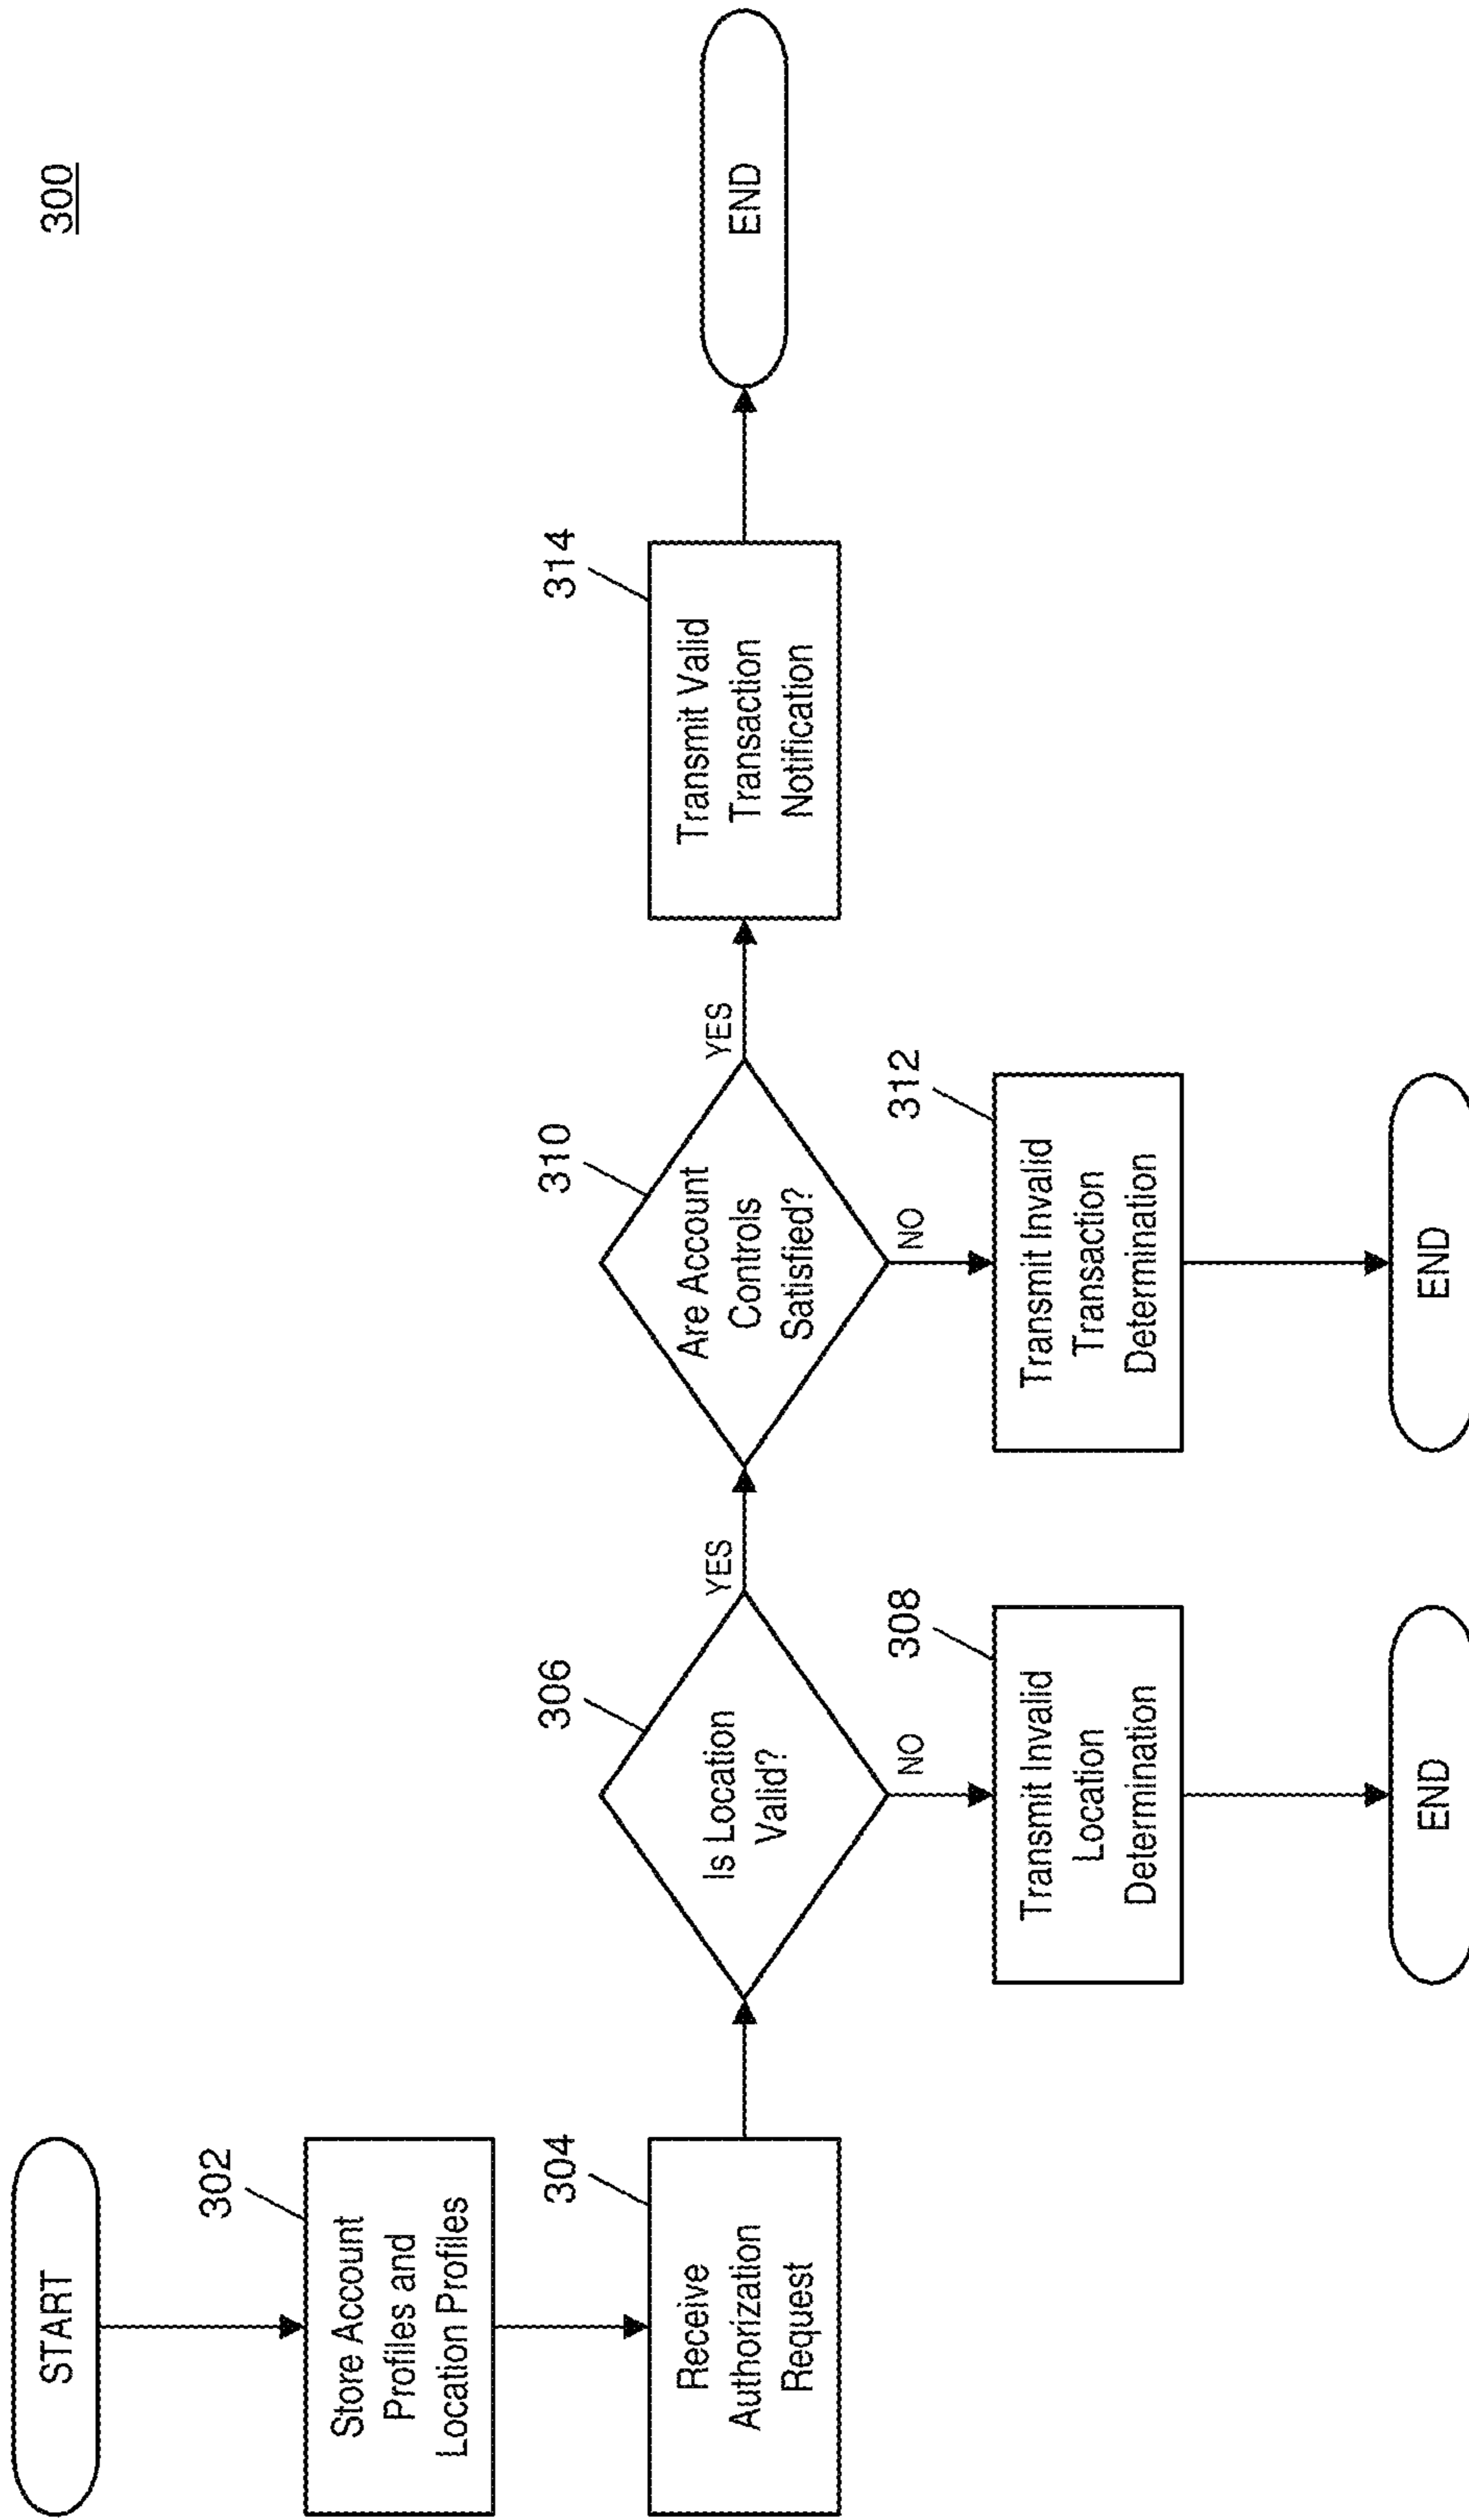 300
START
302
Store Account
Profiles and
Location Profiles
304
Receive
Authorization
Request
306
Is Location
Valid?
YES
NO
308
Transmit Invalid
Location
Determination
END
310
Are Account
Controls
Satisfied?
YES
NO
312
Transmit Invalid
Transaction
Determination
END
314
Transmit Valid
Transaction
Notification
END